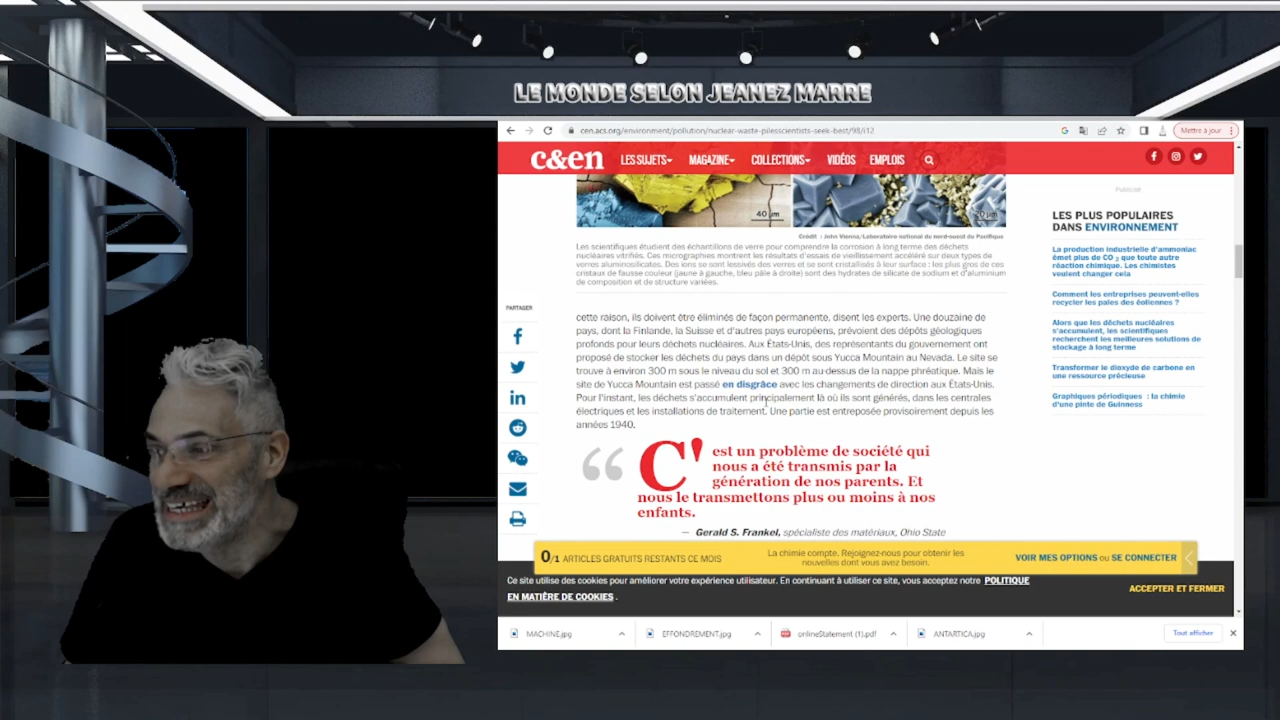 LE MONDE SELON JEANEZ MARRE
cen.acs.org/environment/pollution/nuclear-waste-pilesscientists-seek-best/98/i12
Mettre à jour
c&en
LES SUJETS
MAGAZINE
COLLECTIONS
VIDÉOS
EMPLOIS
40 µm
20 µm
Crédit : John Vienna/Laboratoire national du nord-ouest du Pacifique
Les scientifiques étudient des échantillons de verre pour comprendre la corrosion à long terme des déchets
nucléaires vitrifiés. Ces micrographies montrent les résultats d'essais de vieillissement accéléré sur deux types de
verres aluminosilicates. Des ions se sont lessivés des verres et se sont cristallisés à leur surface : les plus gros de ces
cristaux de fausse couleur (jaune à gauche, bleu pâle à droite) sont des hydrates de silicate de sodium et d'aluminium
de composition et de structure variées.
PARTAGER
cette raison, ils doivent être éliminés de façon permanente, disent les experts. Une douzaine de
pays, dont la Finlande, la Suisse et d'autres pays européens, prévoient des dépôts géologiques
profonds pour leurs déchets nucléaires. Aux États-Unis, des représentants du gouvernement ont
proposé de stocker les déchets du pays dans un dépôt sous Yucca Mountain au Nevada. Le site se
trouve à environ 300 m sous le niveau du sol et 300 m au-dessus de la nappe phréatique. Mais le
site de Yucca Mountain est passé en disgrâce avec les changements de direction aux États-Unis.
Pour l'instant, les déchets s'accumulent principalement là où ils sont générés, dans les centrales
électriques et les installations de traitement. Une partie est entreposée provisoirement depuis les
années 1940.
“ C'est un problème de société qui
nous a été transmis par la
génération de nos parents. Et
nous le transmettons plus ou moins à nos
enfants.
— Gerald S. Frankel, spécialiste des matériaux, Ohio State
Publicité
LES PLUS POPULAIRES
DANS ENVIRONNEMENT
La production industrielle d'ammoniac
émet plus de CO 2 que toute autre
réaction chimique. Les chimistes
veulent changer cela
Comment les entreprises peuvent-elles
recycler les pales des éoliennes ?
Alors que les déchets nucléaires
s'accumulent, les scientifiques
recherchent les meilleures solutions de
stockage à long terme
Transformer le dioxyde de carbone en
une ressource précieuse
Graphiques périodiques : la chimie
d'une pinte de Guinness
0/1 ARTICLES GRATUITS RESTANTS CE MOIS
La chimie compte. Rejoignez-nous pour obtenir les
nouvelles dont vous avez besoin.
VOIR MES OPTIONS ou SE CONNECTER
Ce site utilise des cookies pour améliorer votre expérience utilisateur. En continuant à utiliser ce site, vous acceptez notre POLITIQUE
EN MATIÈRE DE COOKIES .
ACCEPTER ET FERMER
MACHINE.jpg
EFFONDREMENT.jpg
onlineStatement (1).pdf
ANTARTICA.jpg
Tout afficher